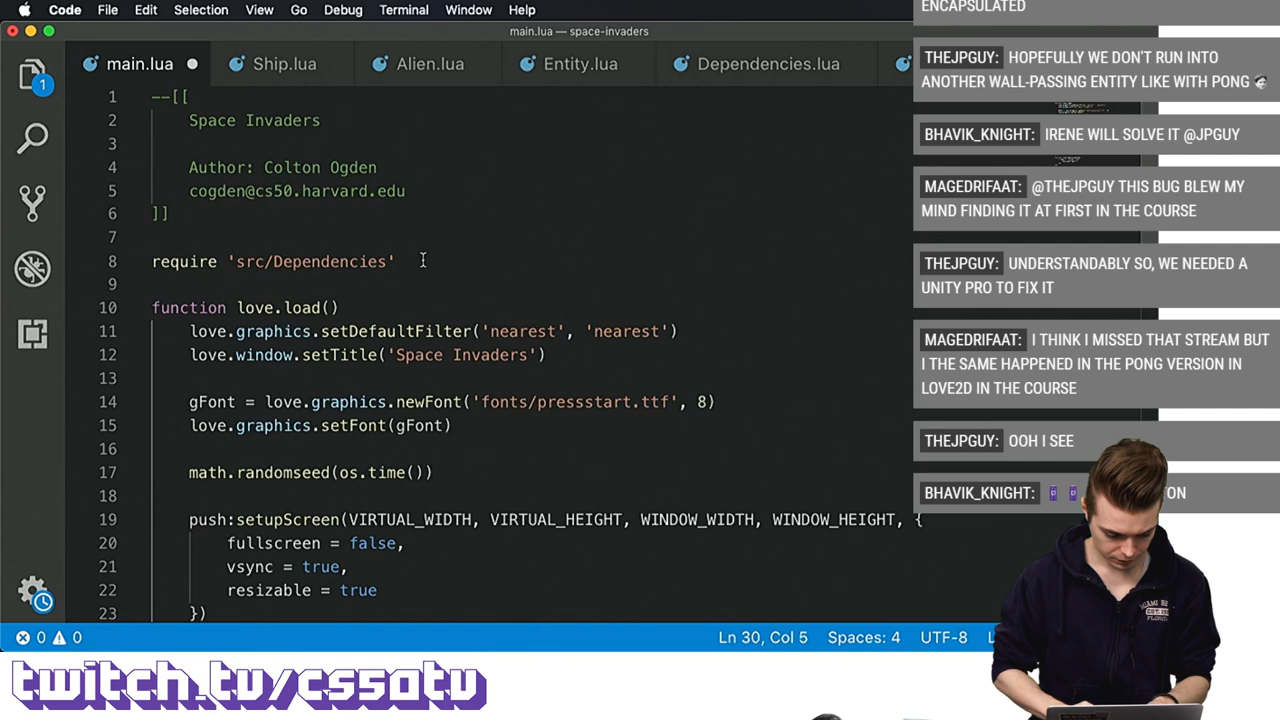 Code File Edit Selection View Go Debug Terminal Window Help
main.lua — space-invaders
main.lua Ship.lua Alien.lua Entity.lua Dependencies.lua
1 --[[
2 Space Invaders
3
4 Author: Colton Ogden
5 cogden@cs50.harvard.edu
6 ]]
7
8 require 'src/Dependencies'
9
10 function love.load()
11 love.graphics.setDefaultFilter('nearest', 'nearest')
12 love.window.setTitle('Space Invaders')
13
14 gFont = love.graphics.newFont('fonts/pressstart.ttf', 8)
15 love.graphics.setFont(gFont)
16
17 math.randomseed(os.time())
18
19 push:setupScreen(VIRTUAL_WIDTH, VIRTUAL_HEIGHT, WINDOW_WIDTH, WINDOW_HEIGHT, {
20 fullscreen = false,
21 vsync = true,
22 resizable = true
23 })
1
0 0 Ln 30, Col 5 Spaces: 4 UTF-8
ENCAPSULATED
THEJPGUY: HOPEFULLY WE DON'T RUN INTO
ANOTHER WALL-PASSING ENTITY LIKE WITH PONG
BHAVIK_KNIGHT: IRENE WILL SOLVE IT @JPGUY
MAGEDRIFAAT: @THEJPGUY THIS BUG BLEW MY
MIND FINDING IT AT FIRST IN THE COURSE
THEJPGUY: UNDERSTANDABLY SO, WE NEEDED A
UNITY PRO TO FIX IT
MAGEDRIFAAT: I THINK I MISSED THAT STREAM BUT
I THE SAME HAPPENED IN THE PONG VERSION IN
LOVE2D IN THE COURSE
THEJPGUY: OOH I SEE
BHAVIK_KNIGHT:
twitch.tv/cs50tv